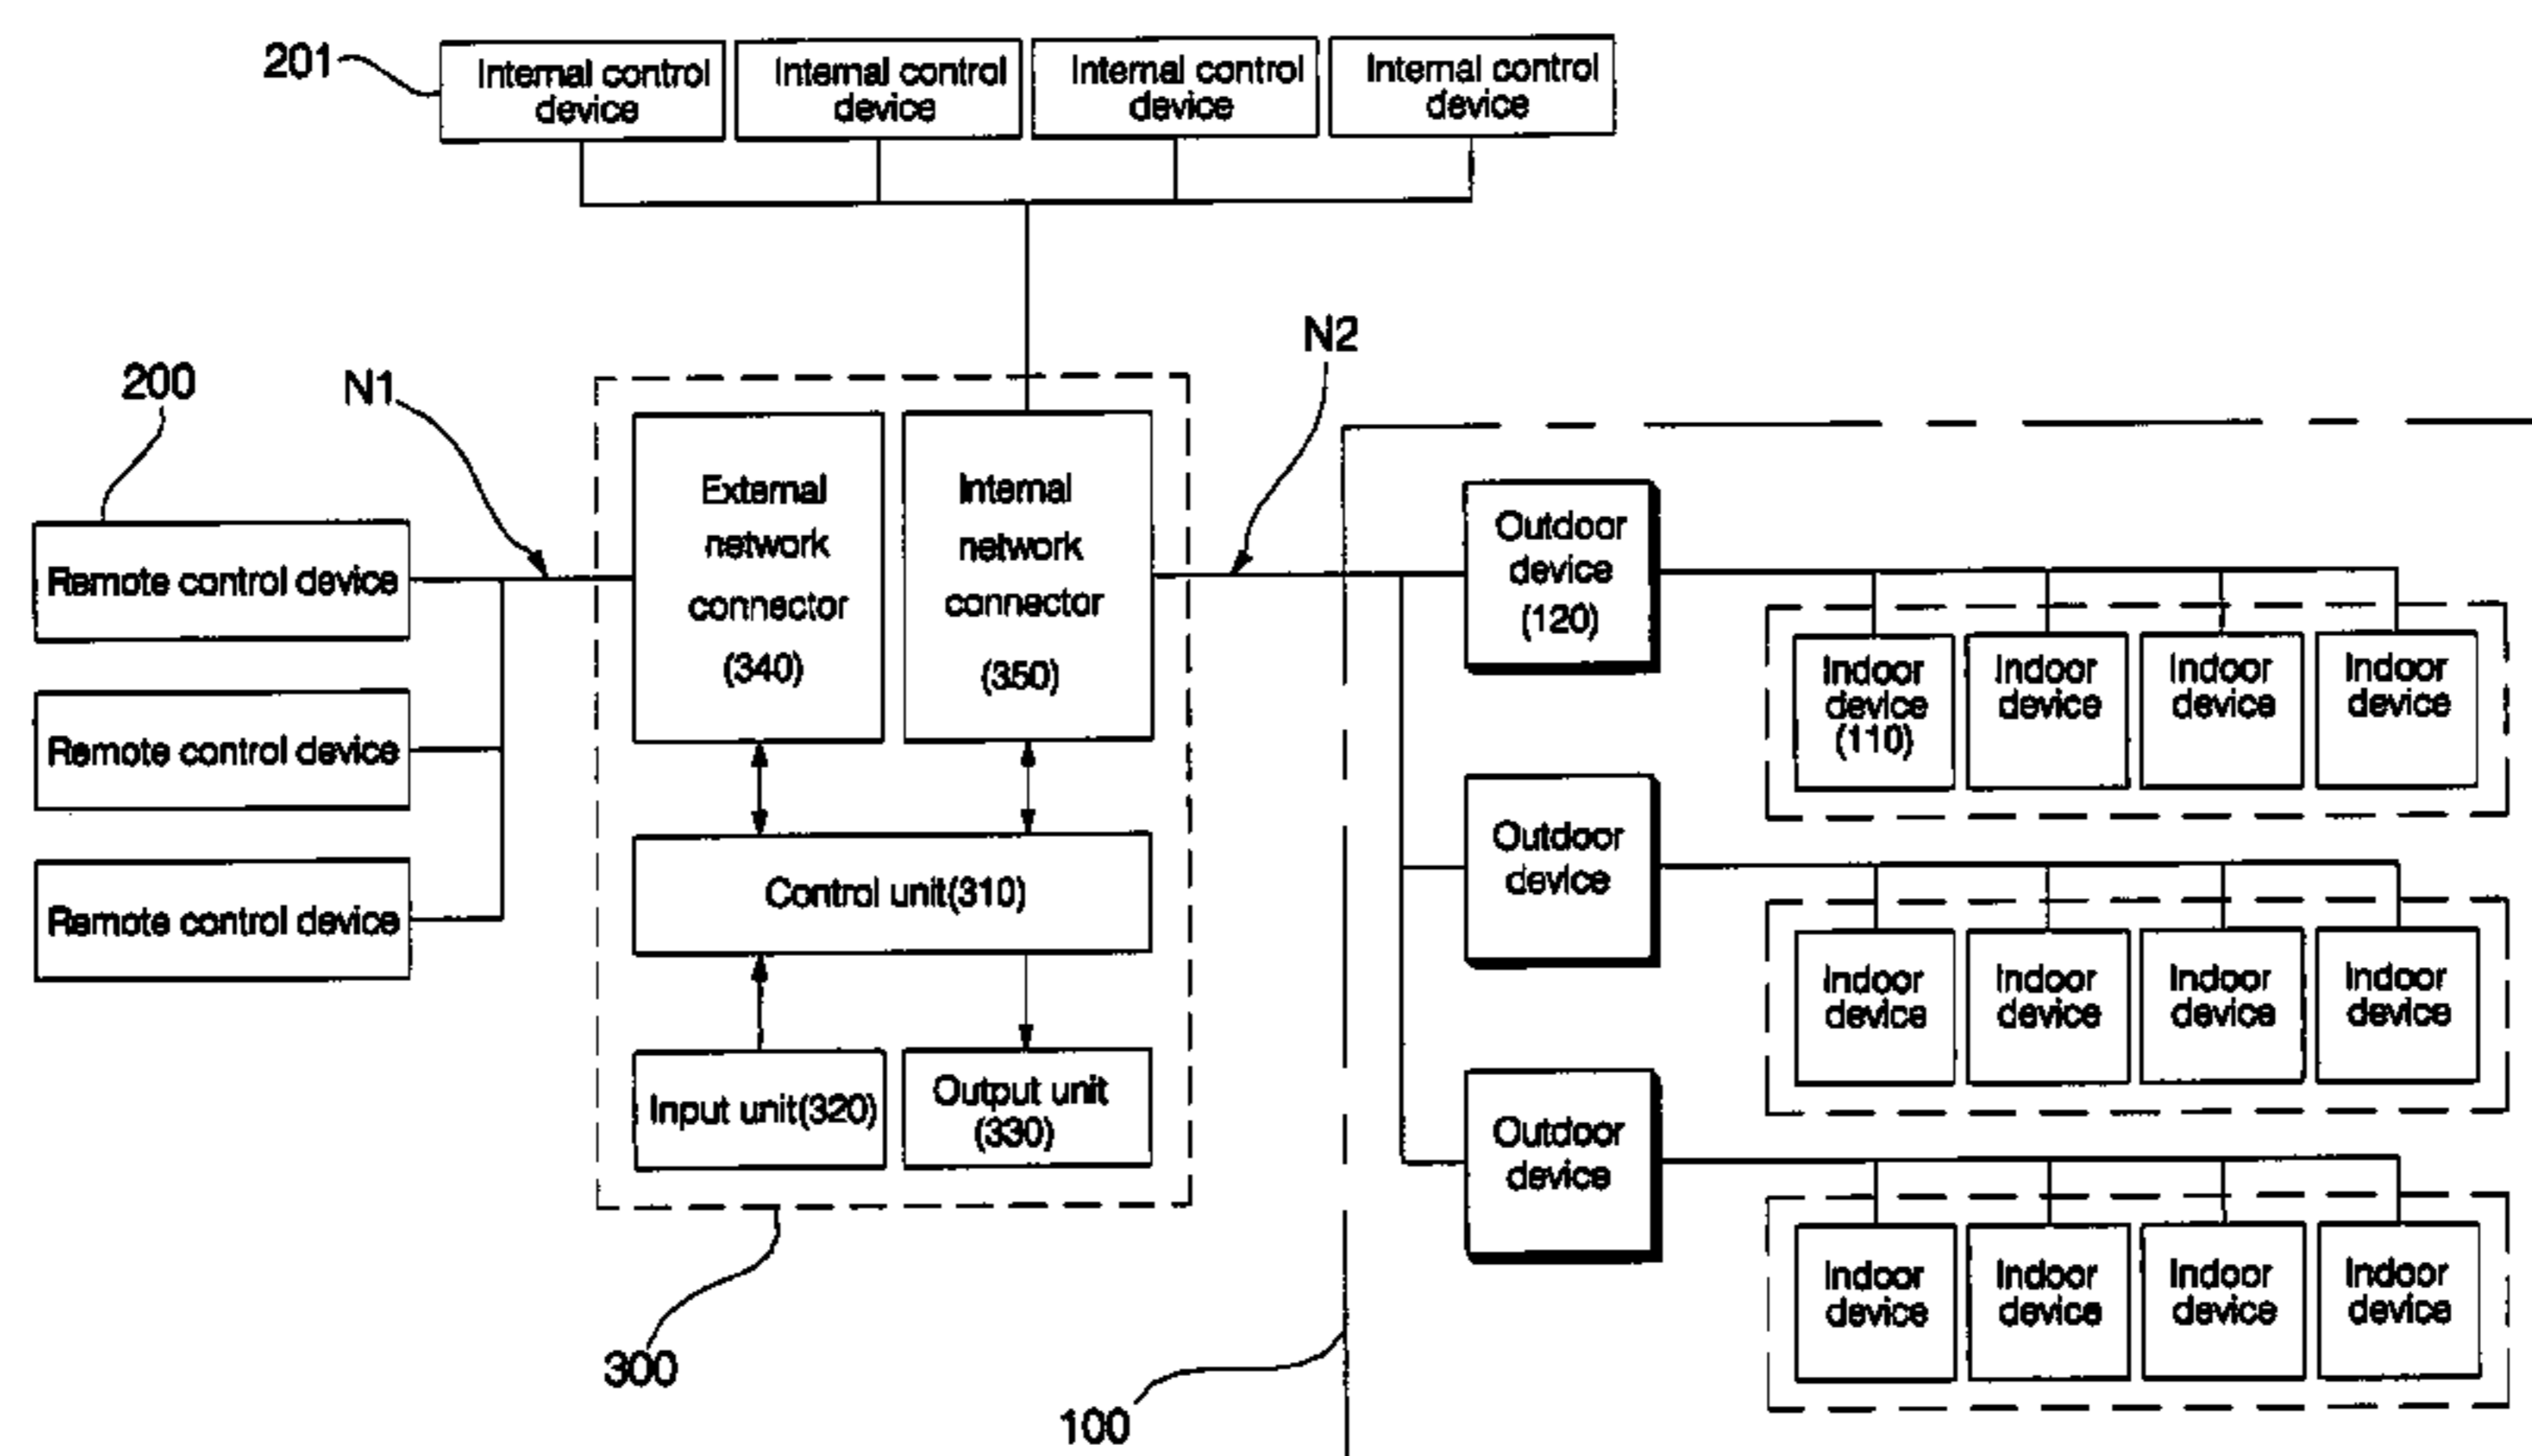 201
Internal control
device
Internal control
device
Internal control
device
Internal control
device
200
N1
N2
Remote control device
Remote control device
Remote control device
External
network
connector
(340)
Internal
network
connector
(350)
Control unit(310)
Input unit(320)
Output unit
(330)
300
100
Outdoor
device
(120)
Indoor
device
(110)
Indoor
device
Indoor
device
Indoor
device
Outdoor
device
Indoor
device
Indoor
device
Indoor
device
Indoor
device
Outdoor
device
Indoor
device
Indoor
device
Indoor
device
Indoor
device